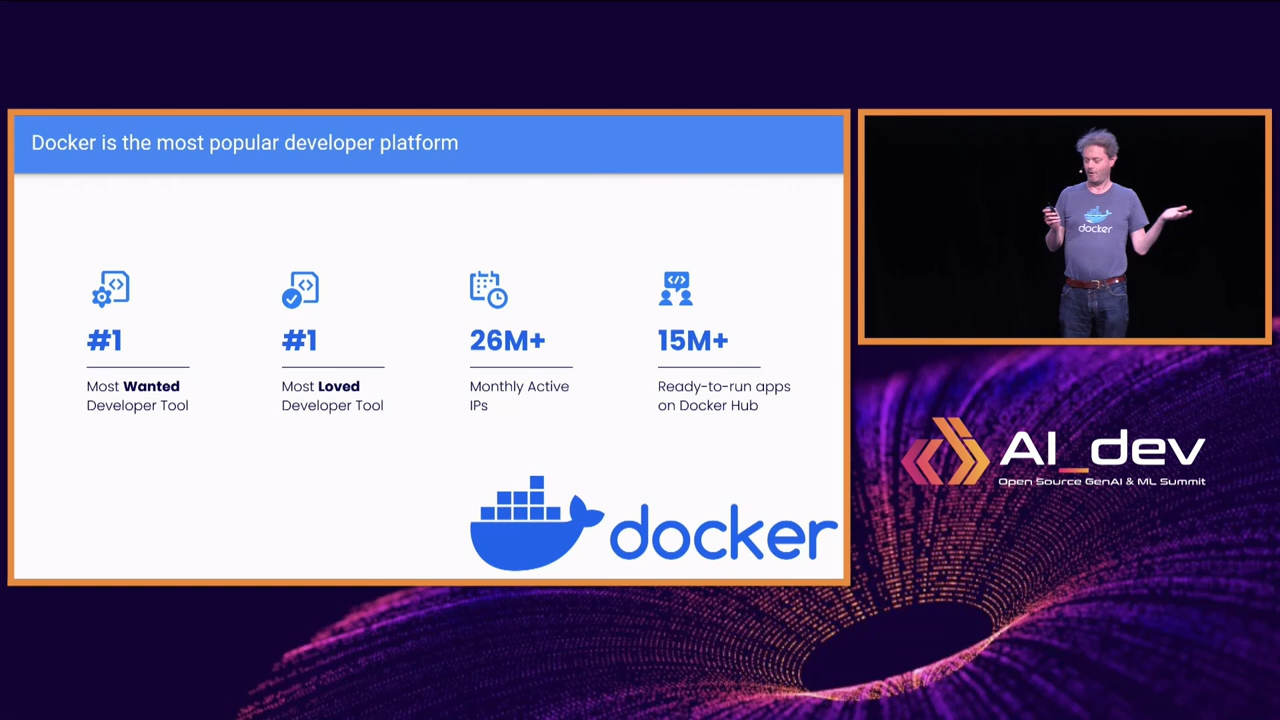 Docker is the most popular developer platform
#1
Most Wanted
Developer Tool
#1
Most Loved
Developer Tool
26M+
Monthly Active
IPs
15M+
Ready-to-run apps
on Docker Hub
docker
docker
AI_dev
Open Source GenAI & ML Summit